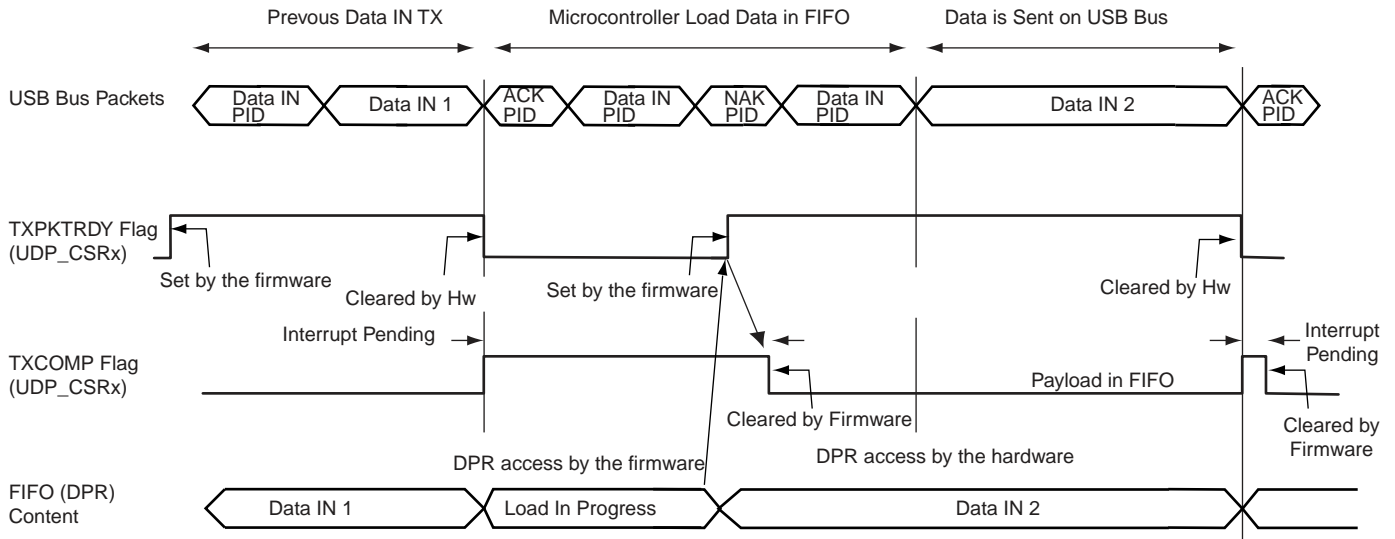 Prevous Data IN TX
Microcontroller Load Data in FIFO
Data is Sent on USB Bus
USB Bus Packets
Data IN
PID
Data IN 1
ACK
PID
Data IN
PID
NAK
PID
Data IN
PID
Data IN 2
ACK
PID
TXPKTRDY Flag
(UDP_CSRx)
Set by the firmware
Cleared by Hw
Set by the firmware
Cleared by Hw
Interrupt Pending
Interrupt
Pending
TXCOMP Flag
(UDP_CSRx)
Payload in FIFO
Cleared by Firmware
Cleared by
Firmware
DPR access by the firmware
DPR access by the hardware
FIFO (DPR)
Content
Data IN 1
Load In Progress
Data IN 2